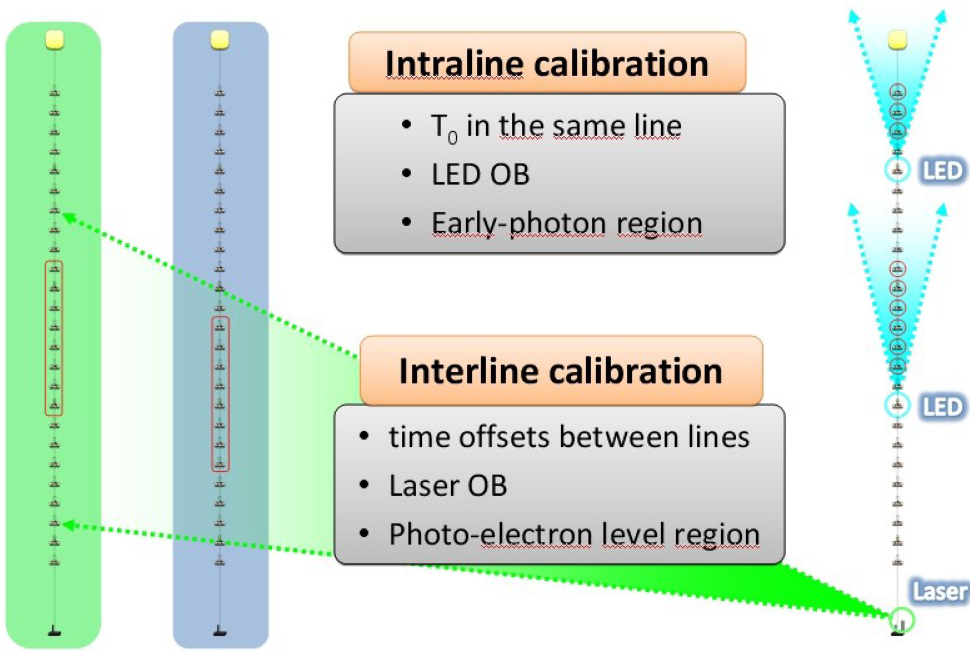 Intraline calibration
• T0 in the same line
• LED OB
• Early-photon region
LED
LED
Interline calibration
• time offsets between lines
• Laser OB
• Photo-electron level region
Laser